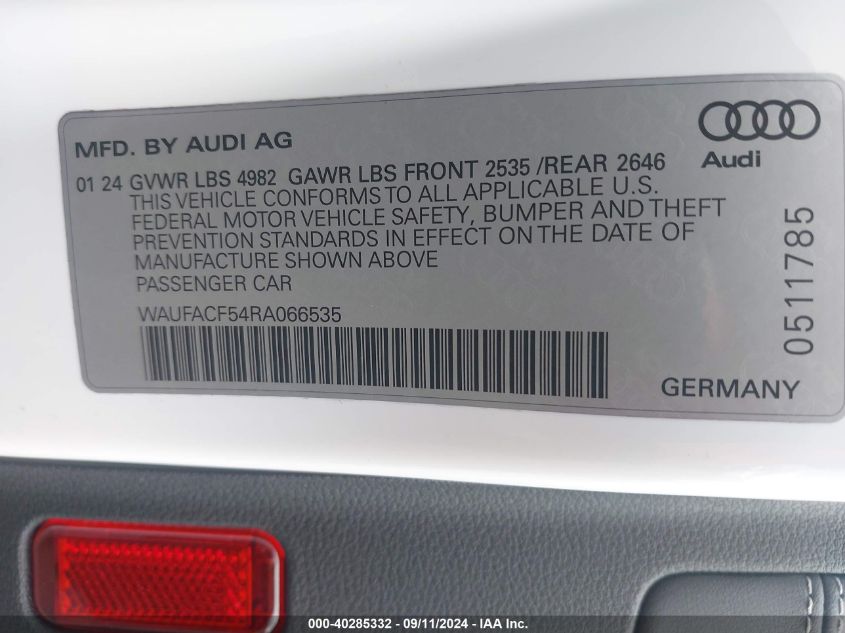 MFD. BY AUDI AG
Audi
01 24 GVWR LBS 4982 GAWR LBS FRONT 2535 /REAR 2646
THIS VEHICLE CONFORMS TO ALL APPLICABLE U.S.
FEDERAL MOTOR VEHICLE SAFETY, BUMPER AND THEFT
PREVENTION STANDARDS IN EFFECT ON THE DATE OF
MANUFACTURE SHOWN ABOVE
PASSENGER CAR
WAUFACF54RA066535
0511785
GERMANY
000-40285332 - 09/11/2024 - IAA Inc.